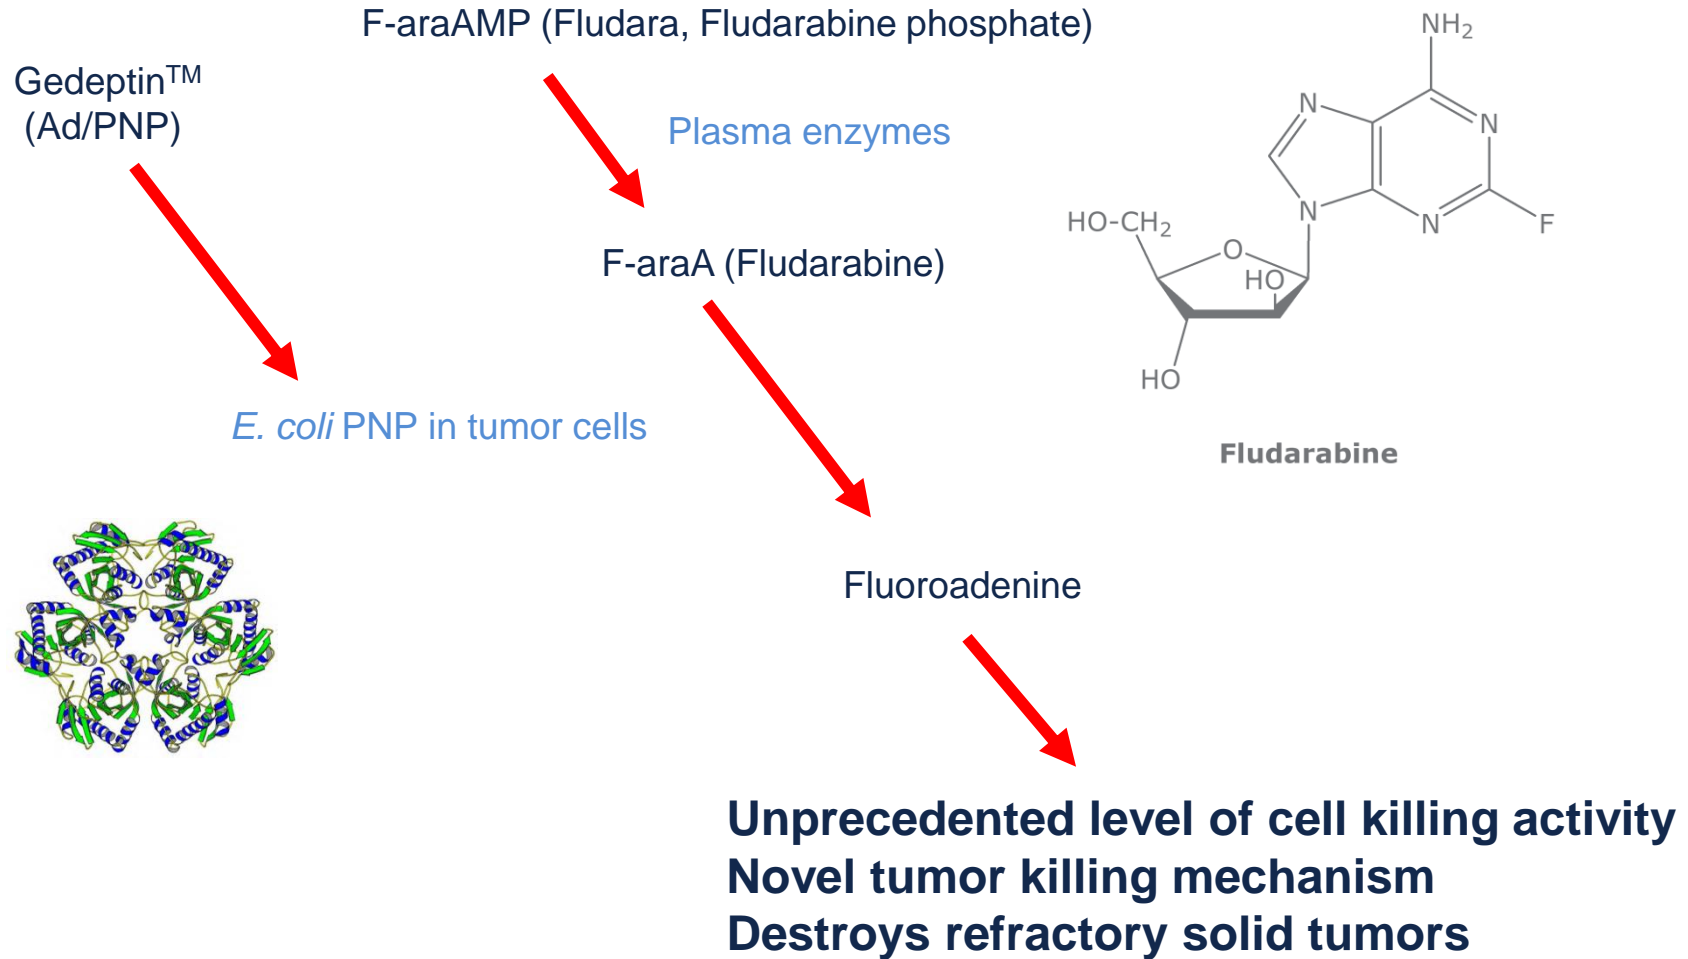 F-araAMP (Fludara, Fludarabine phosphate)
Gedeptin™
(Ad/PNP)
Plasma enzymes
F-araA (Fludarabine)
E. coli PNP in tumor cells
Fluoroadenine
Unprecedented level of cell killing activity
Novel tumor killing mechanism
Destroys refractory solid tumors
NH₂
N
N
N
N
F
HO-CH₂
O
HO
HO
Fludarabine